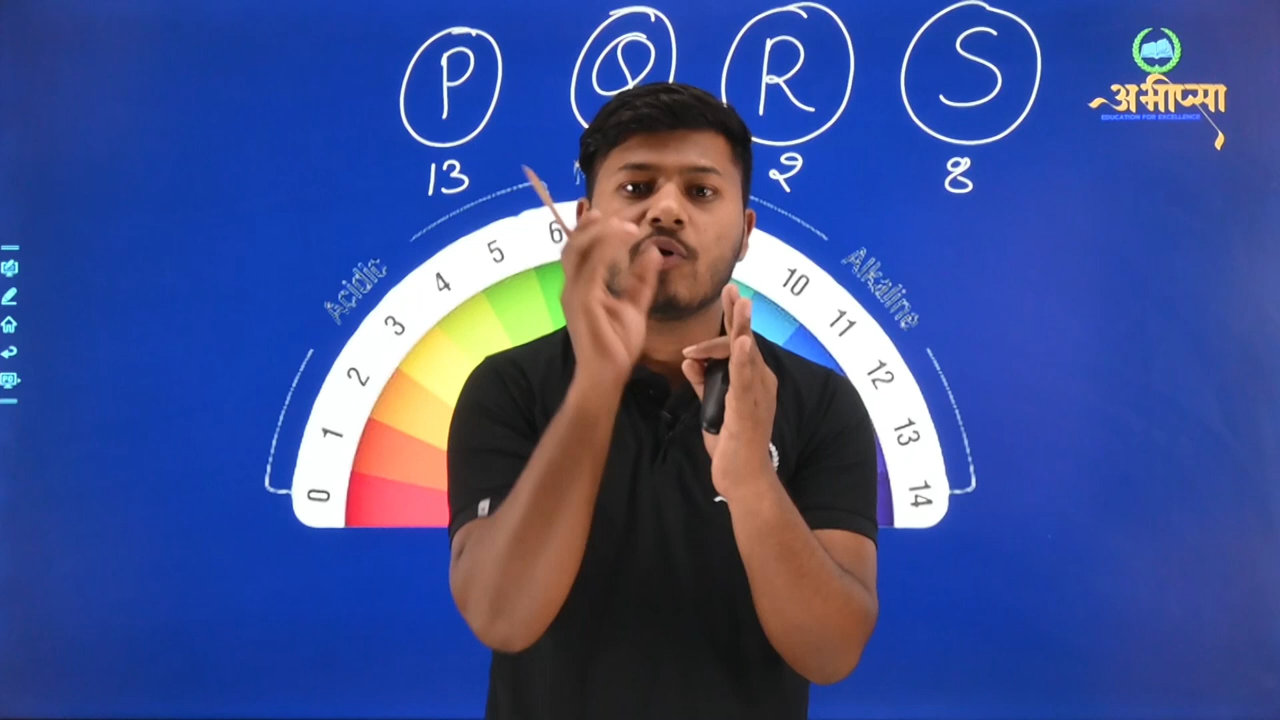 P Q R S
13 2 8
अभीप्सा
EDUCATION FOR EXCELLENCE
Acidic
Alkaline
0 1 2 3 4 5 6 10 11 12 13 14